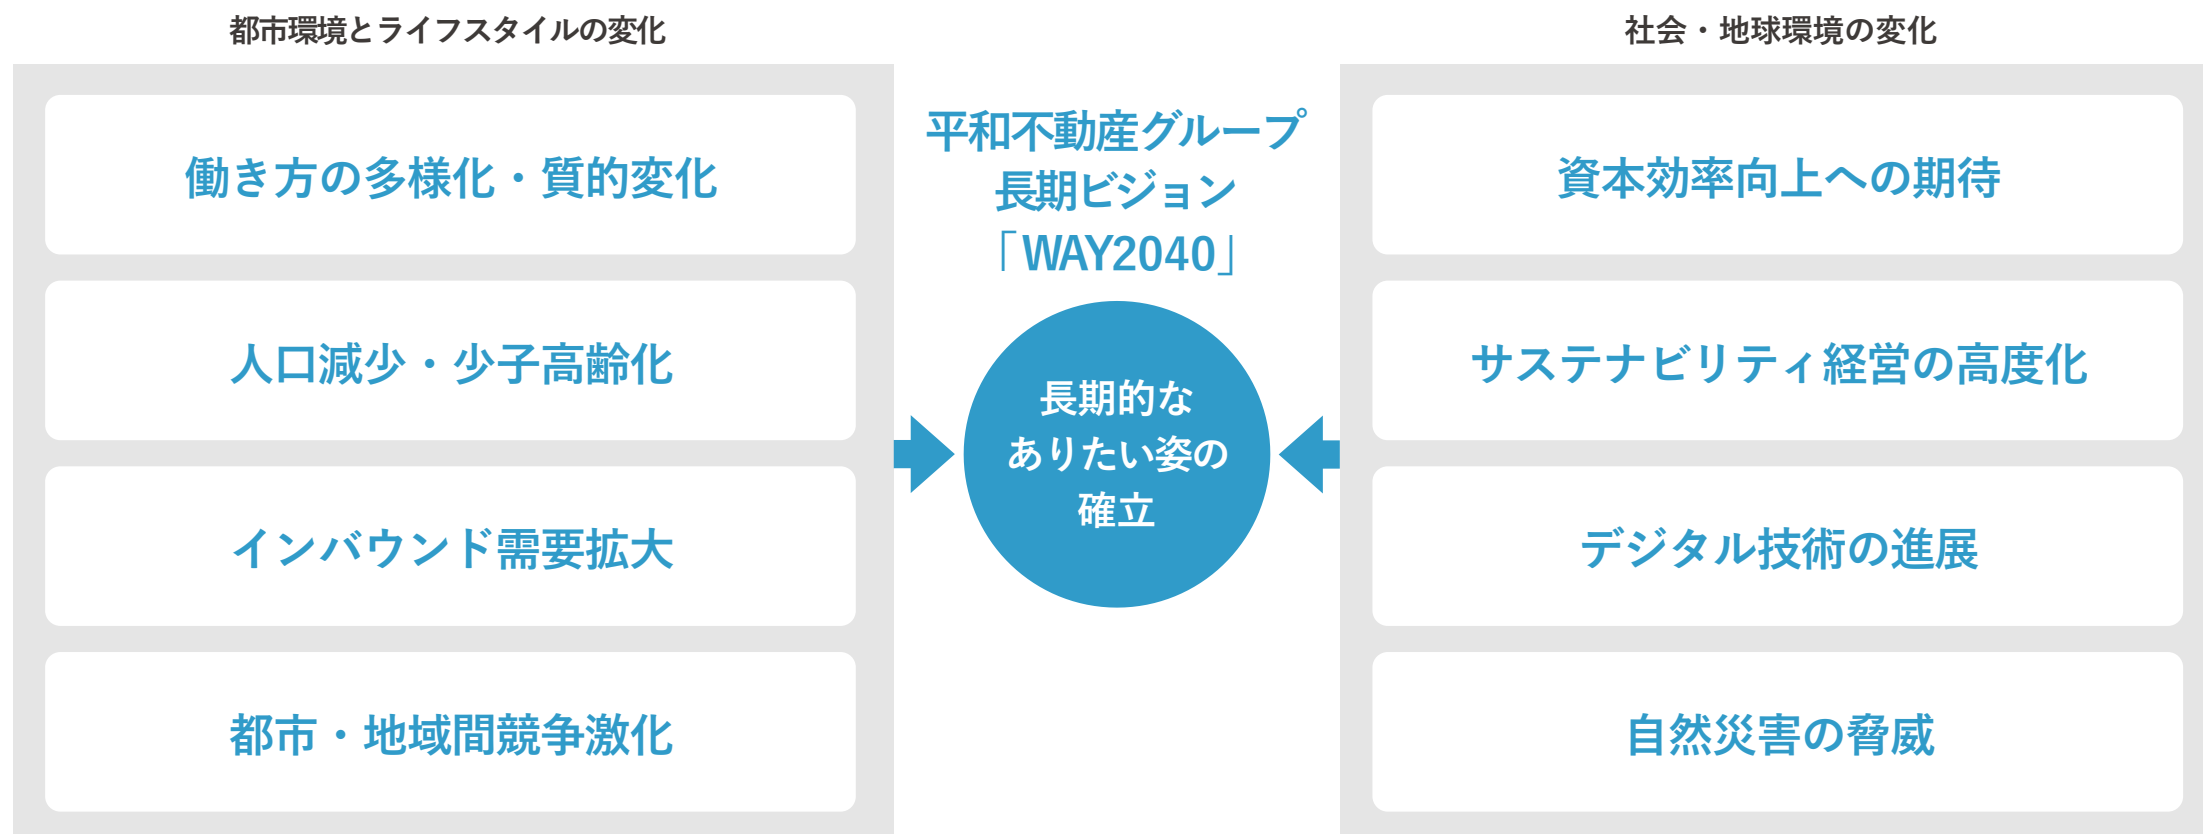 都市環境とライフスタイルの変化
働き方の多様化・質的変化
人口減少・少子高齢化
インバウンド需要拡大
都市・地域間競争激化
平和不動産グループ
長期ビジョン
「WAY2040」
長期的な
ありたい姿の
確立
社会・地球環境の変化
資本効率向上への期待
サステナビリティ経営の高度化
デジタル技術の進展
自然災害の脅威